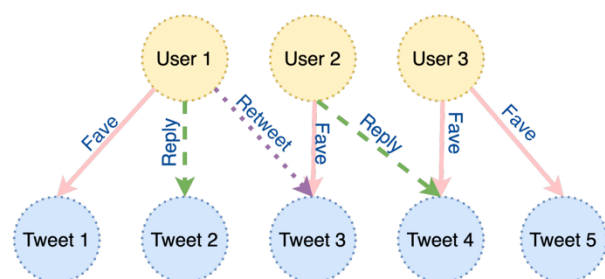 User 1
User 2
User 3
Fave
Reply
Retweet
Fave
Reply
Fave
Fave
Tweet 1
Tweet 2
Tweet 3
Tweet 4
Tweet 5